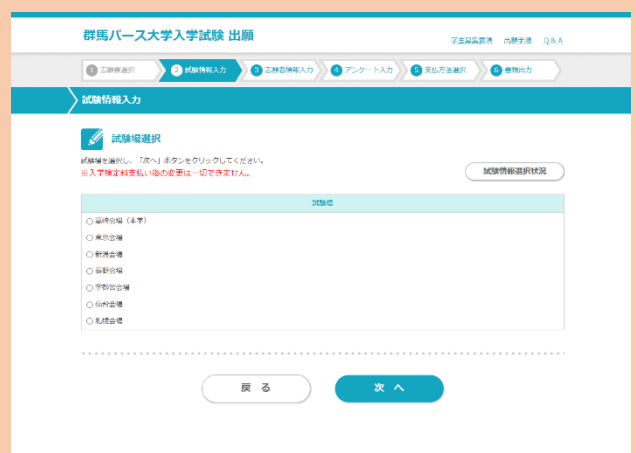 群馬パース大学入学試験 出願
学生募集要項 出願手順 Q&A
1 志願票選択 2 試験情報入力 3 志願者情報入力 4 アンケート入力 5 支払方法選択 6 書類出力
試験情報入力
試験場選択
試験場を選択し、「次へ」ボタンをクリックしてください。
※入学検定料支払い後の変更は一切できません。
試験情報選択状況
試験場
高崎会場（本学）
東京会場
新潟会場
長野会場
宇都宮会場
仙台会場
札幌会場
戻る
次へ